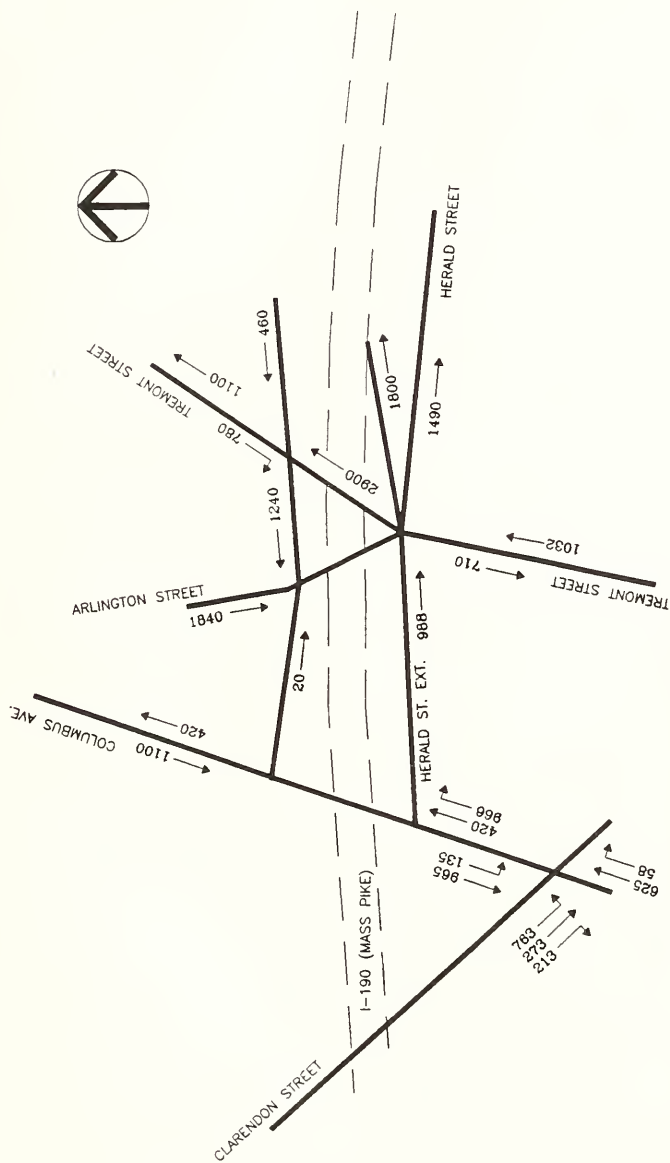 TREMONT STREET
1100
780
460
1240
2900
1800
HERALD STREET
1490
ARLINGTON STREET
1840
20
COLUMBUS AVE.
420
1100
HERALD ST. EXT.
988
710
1032
TREMONT STREET
I-190 (MASS PIKE)
420
968
965
135
763
273
213
625
58
CLARENDON STREET